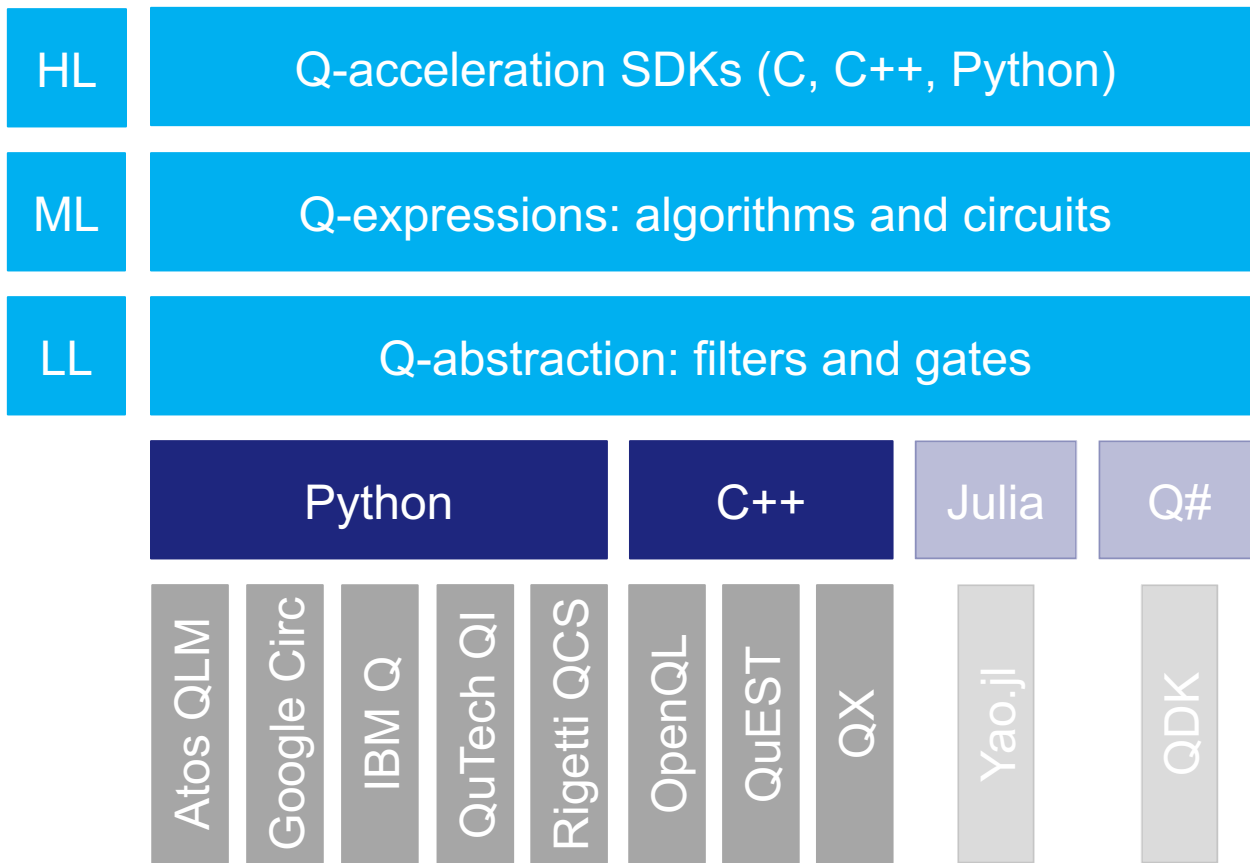 HL
Q-acceleration SDKs (C, C++, Python)
ML
Q-expressions: algorithms and circuits
LL
Q-abstraction: filters and gates
Python
C++
Julia
Q#
Atos QLM
Google Circ
IBM Q
QuTech QI
Rigetti QCS
OpenQL
QuEST
QX
Yao.jl
QDK